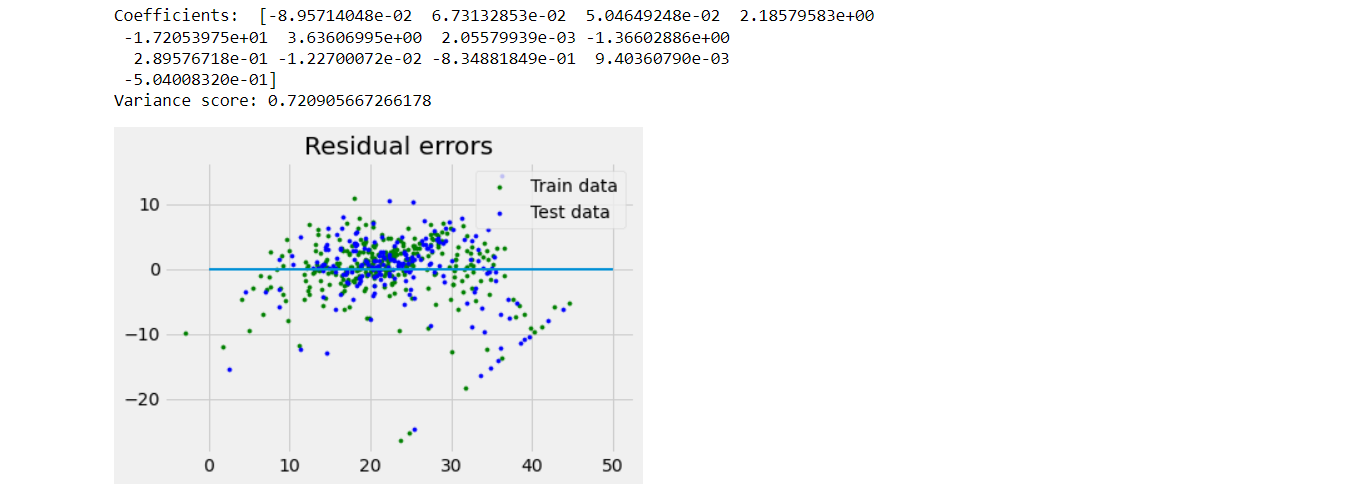 Coefficients:  [-8.95714048e-02  6.73132853e-02  5.04649248e-02  2.18579583e+00
 -1.72053975e+01  3.63606995e+00  2.05579939e-03 -1.36602886e+00
  2.89576718e-01 -1.22700072e-02 -8.34881849e-01  9.40360790e-03
 -5.04008320e-01]
Variance score: 0.720905667266178
Residual errors
Train data
Test data
10
0
−10
−20
0 10 20 30 40 50